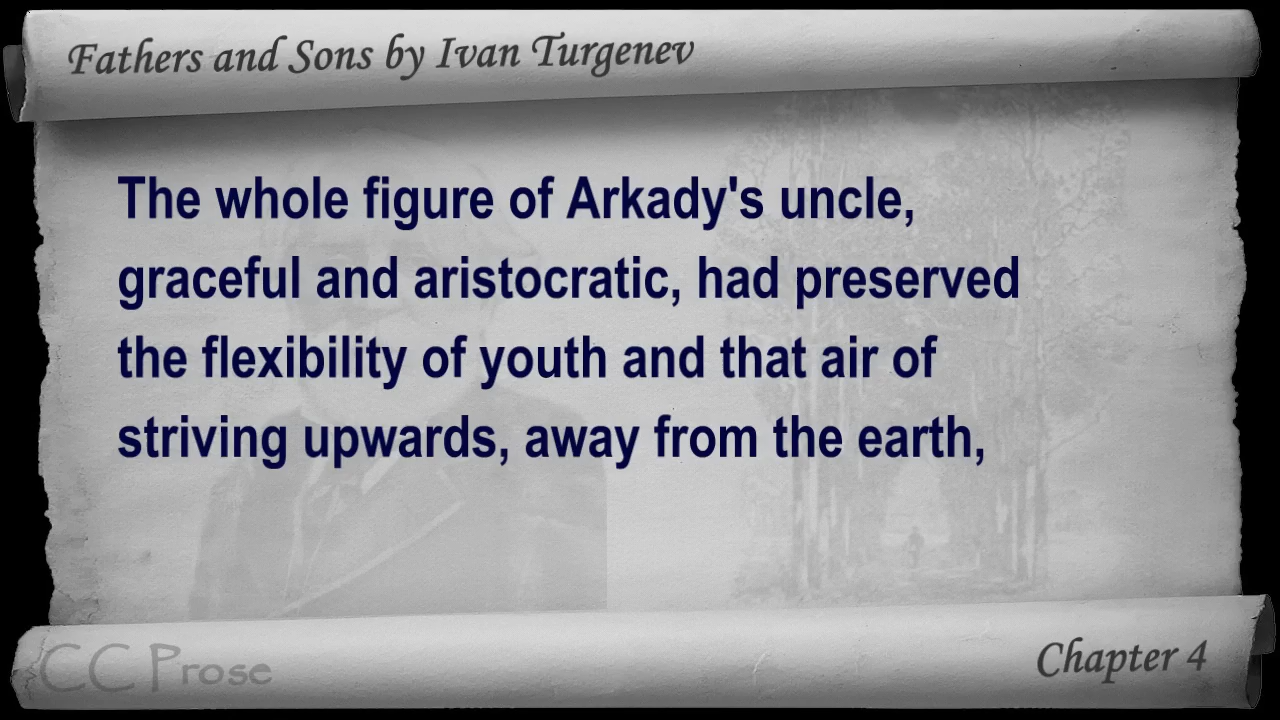 Fathers and Sons by Ivan Turgenev
The whole figure of Arkady's uncle,
graceful and aristocratic, had preserved
the flexibility of youth and that air of
striving upwards, away from the earth,
CC Prose
Chapter 4